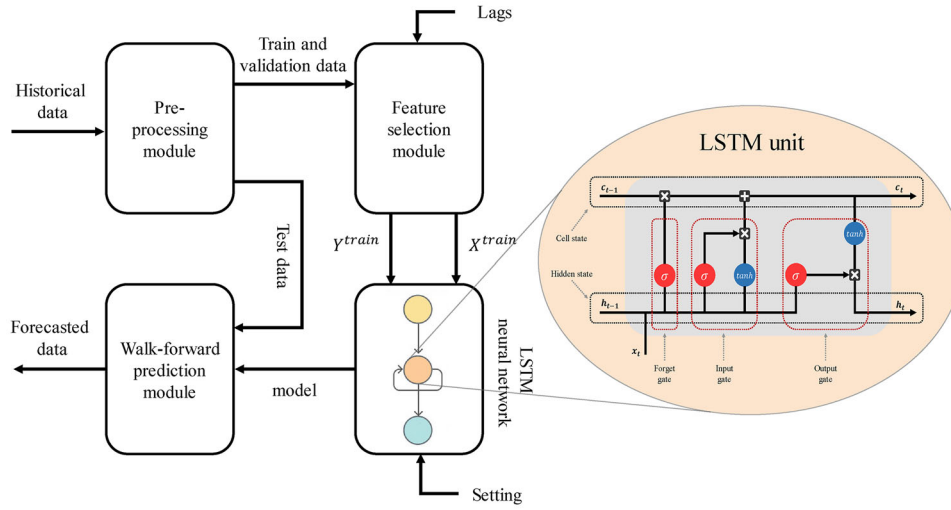 Lags
Train and
validation data
Historical
data
Pre-
processing
module
Feature
selection
module
Test data
Y^train
X^train
Forecasted
data
Walk-forward
prediction
module
model
LSTM
neural network
Setting
LSTM unit
c_{t-1}
c_t
Cell state
tanh
σ
σ
tanh
σ
Hidden state
h_{t-1}
h_t
x_t
Forget
gate
Input
gate
Output
gate